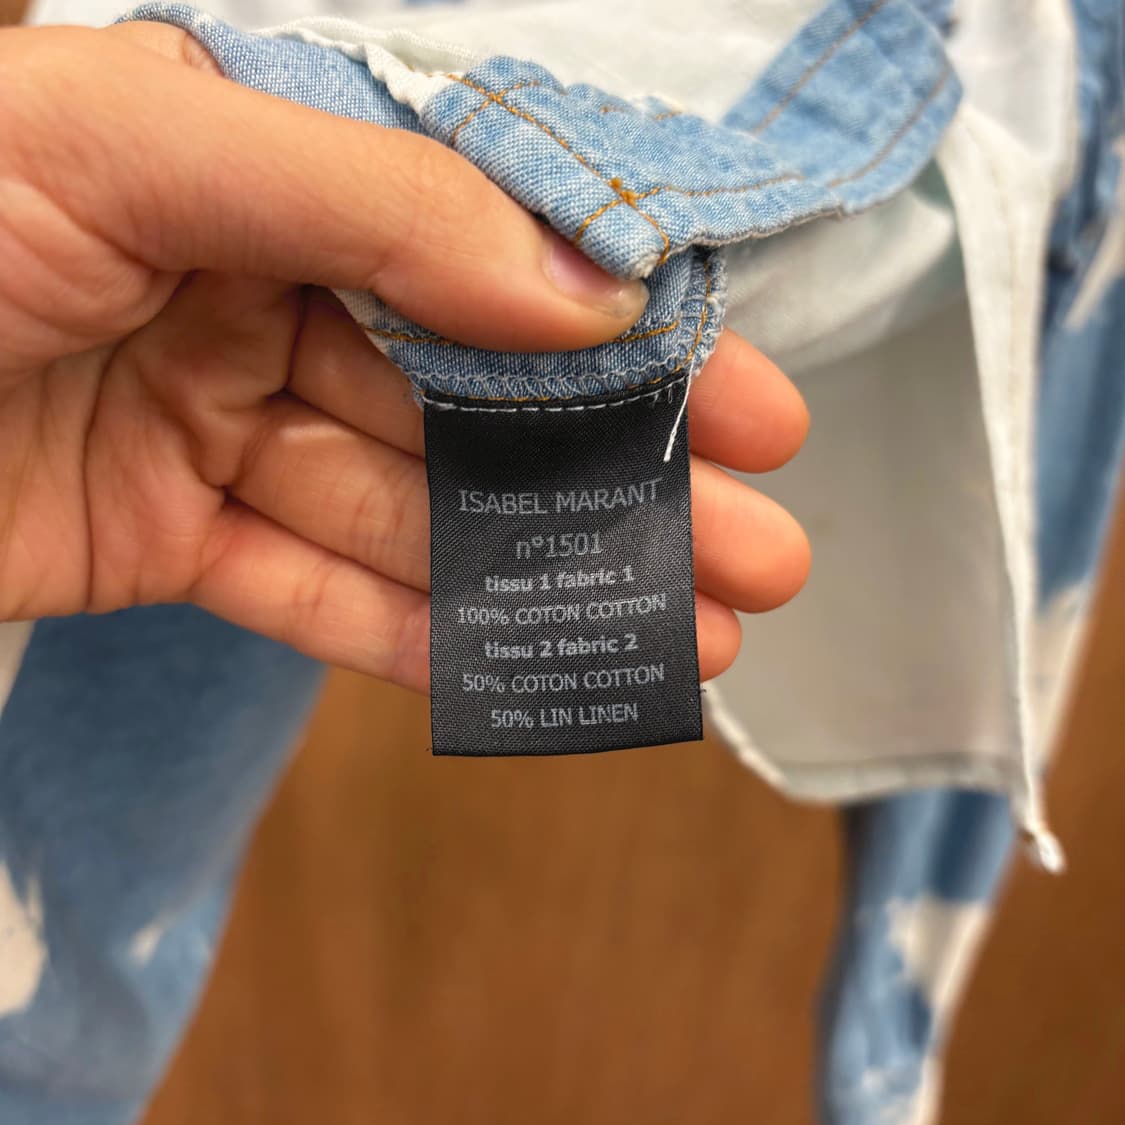 ISABEL MARANT
n°1501
tissu 1 fabric 1
100% COTON COTTON
tissu 2 fabric 2
50% COTON COTTON
50% LIN LINEN